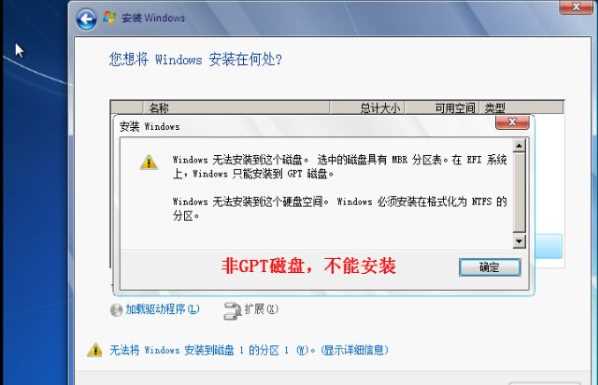 安装 Windows
您想将 Windows 安装在何处?
名称 总计大小 可用空间 类型
安装 Windows
Windows 无法安装到这个磁盘。 选中的磁盘具有 MBR 分区表。在 EFI 系统
上，Windows 只能安装到 GPT 磁盘。
Windows 无法安装到这个硬盘空间。 Windows 必须安装在格式化为 NTFS 的
分区。
非GPT磁盘，不能安装
确定
加载驱动程序(L) 扩展(X)
无法将 Windows 安装到磁盘 1 的分区 1 (W)。(显示详细信息)